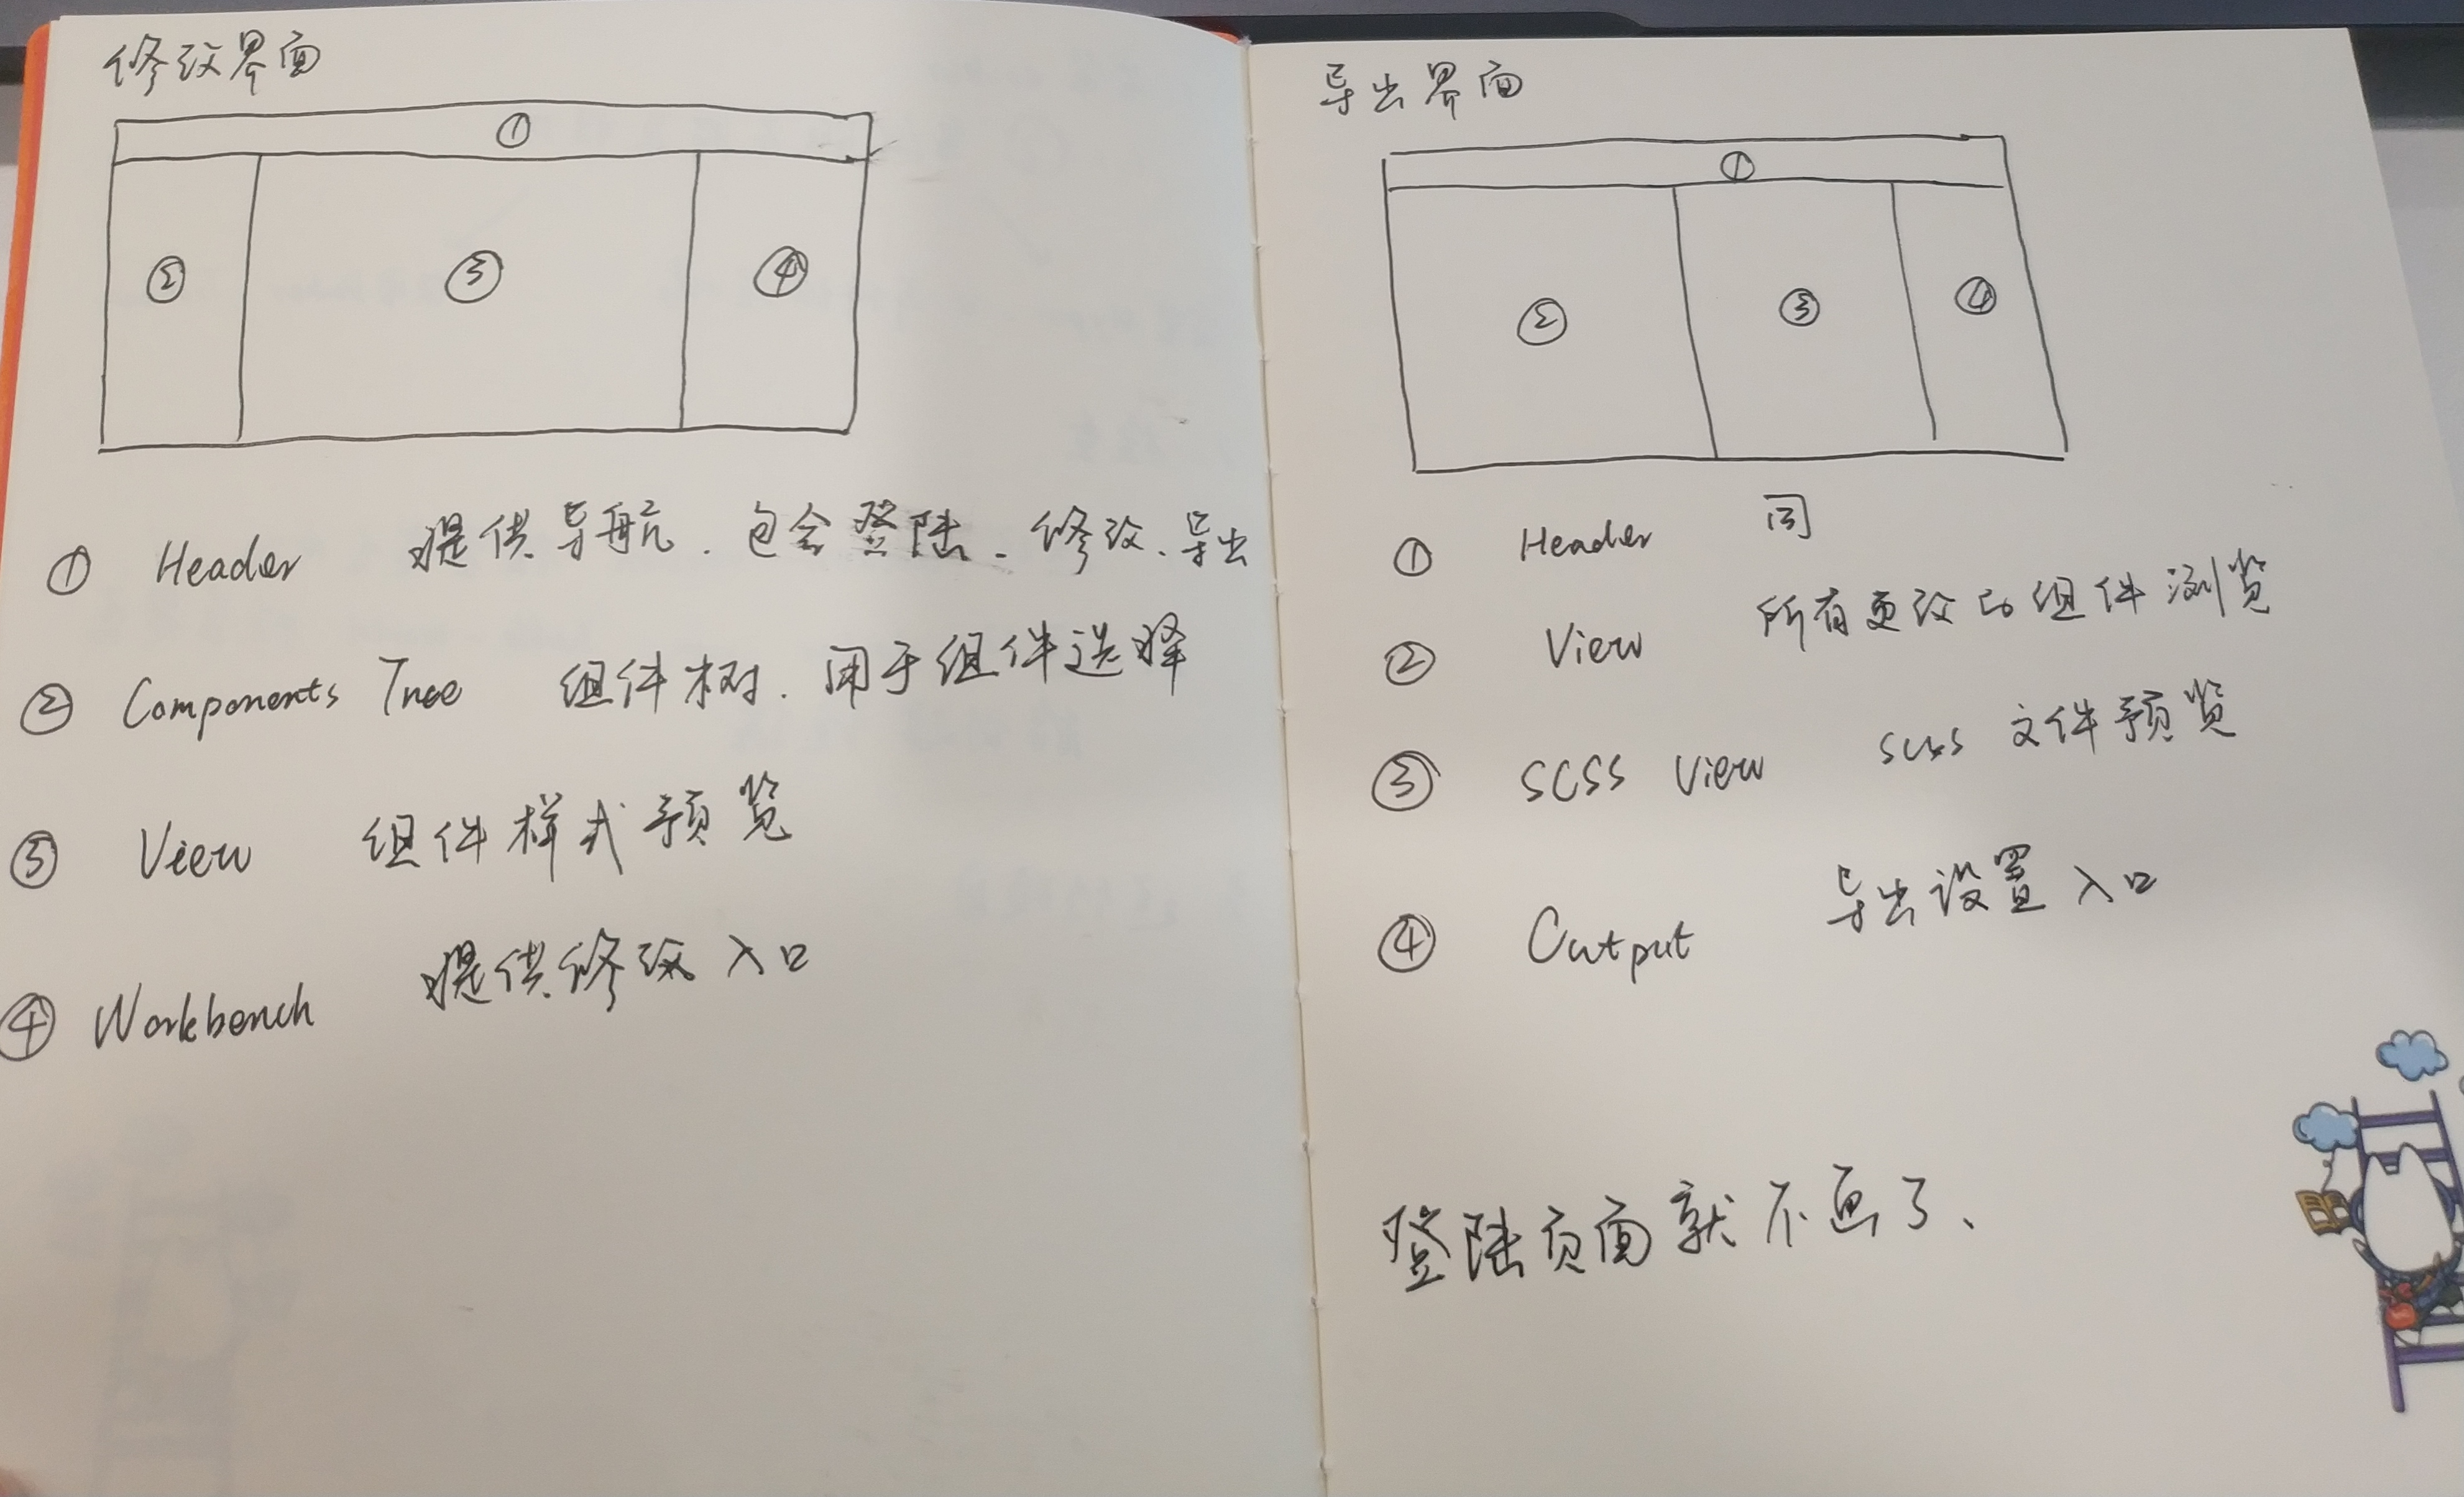 修改界面
①
② ③ ④
① Header 提供导航、包含登陆、修改、导出
② Components Tree 组件树、用于组件选择
③ View 组件样式预览
④ Workbench 提供修改入口
导出界面
①
② ③ ④
① Header 同
② View 所有更改的组件浏览
③ SCSS View scss 文件预览
④ Output 导出设置入口
登陆页面就不画了、